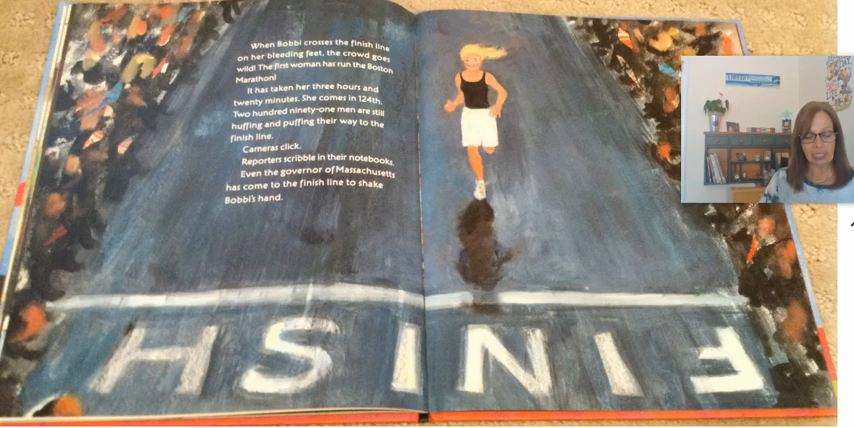 When Bobbi crosses the finish line
on her bleeding feet, the crowd goes
wild! The first woman has run the Boston
Marathon!
It has taken her three hours and
twenty minutes. She comes in 124th.
Two hundred ninety-one men are still
huffing and puffing their way to the
finish line.
Cameras click.
Reporters scribble in their notebooks.
Even the governor of Massachusetts
has come to the finish line to shake
Bobbi's hand.
FINISH